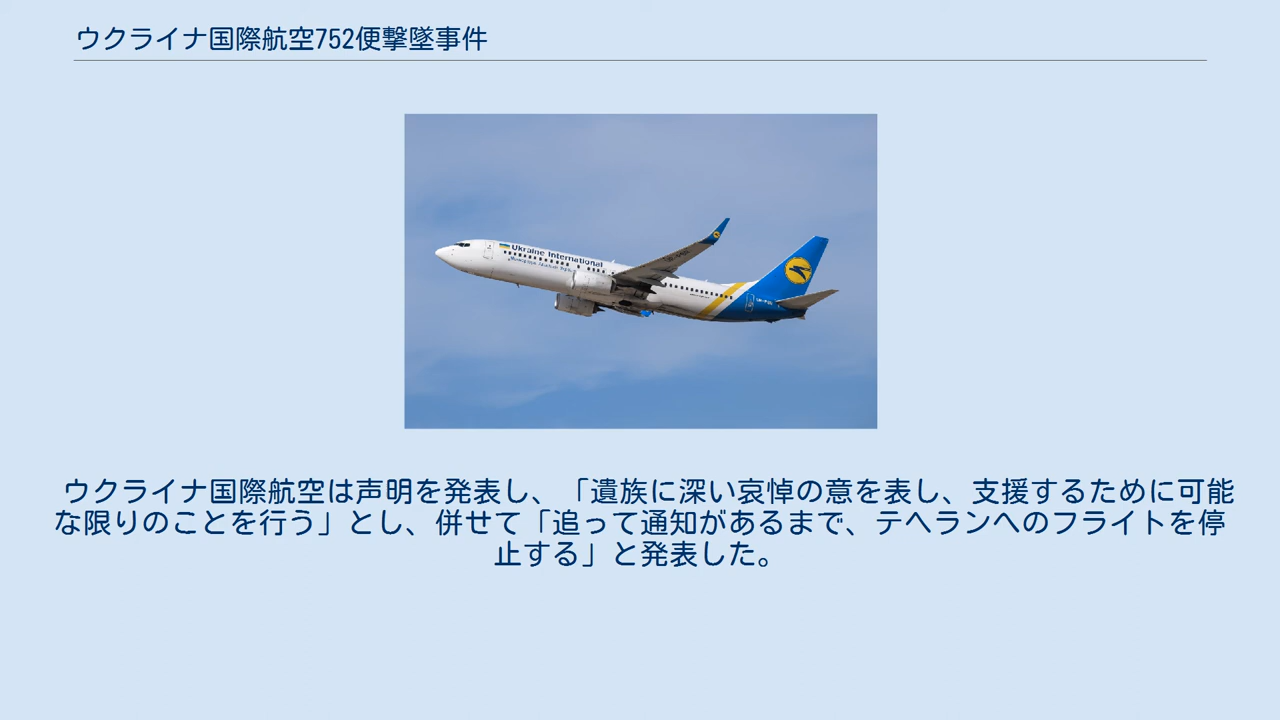 ウクライナ国際航空752便撃墜事件
Ukraine International
ウクライナ国際航空は声明を発表し、「遺族に深い哀悼の意を表し、支援するために可能
な限りのことを行う」とし、併せて「追って通知があるまで、テヘランへのフライトを停
止する」と発表した。